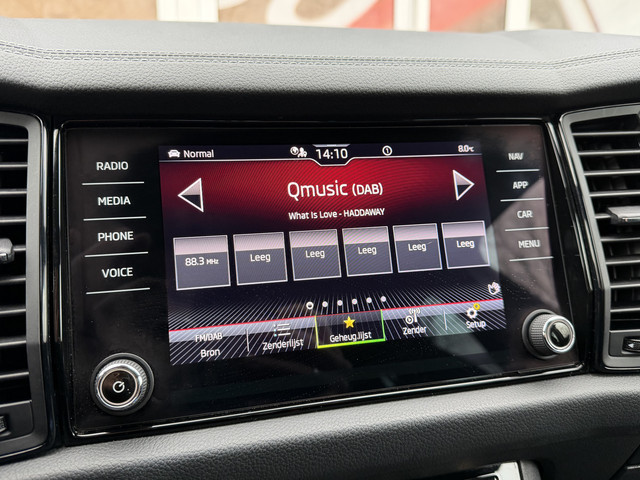 Normal 14:10 1 8.0°C
RADIO
MEDIA
PHONE
VOICE
Qmusic (DAB)
What Is Love - HADDAWAY
88.3 MHz Leeg Leeg Leeg Leeg Leeg
FM/DAB
Bron Zenderlijst Geheug.lijst Zender Setup
NAV
APP
CAR
MENU